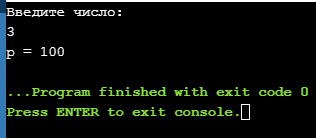 Введите число:
3
p = 100
...Program finished with exit code 0
Press ENTER to exit console.